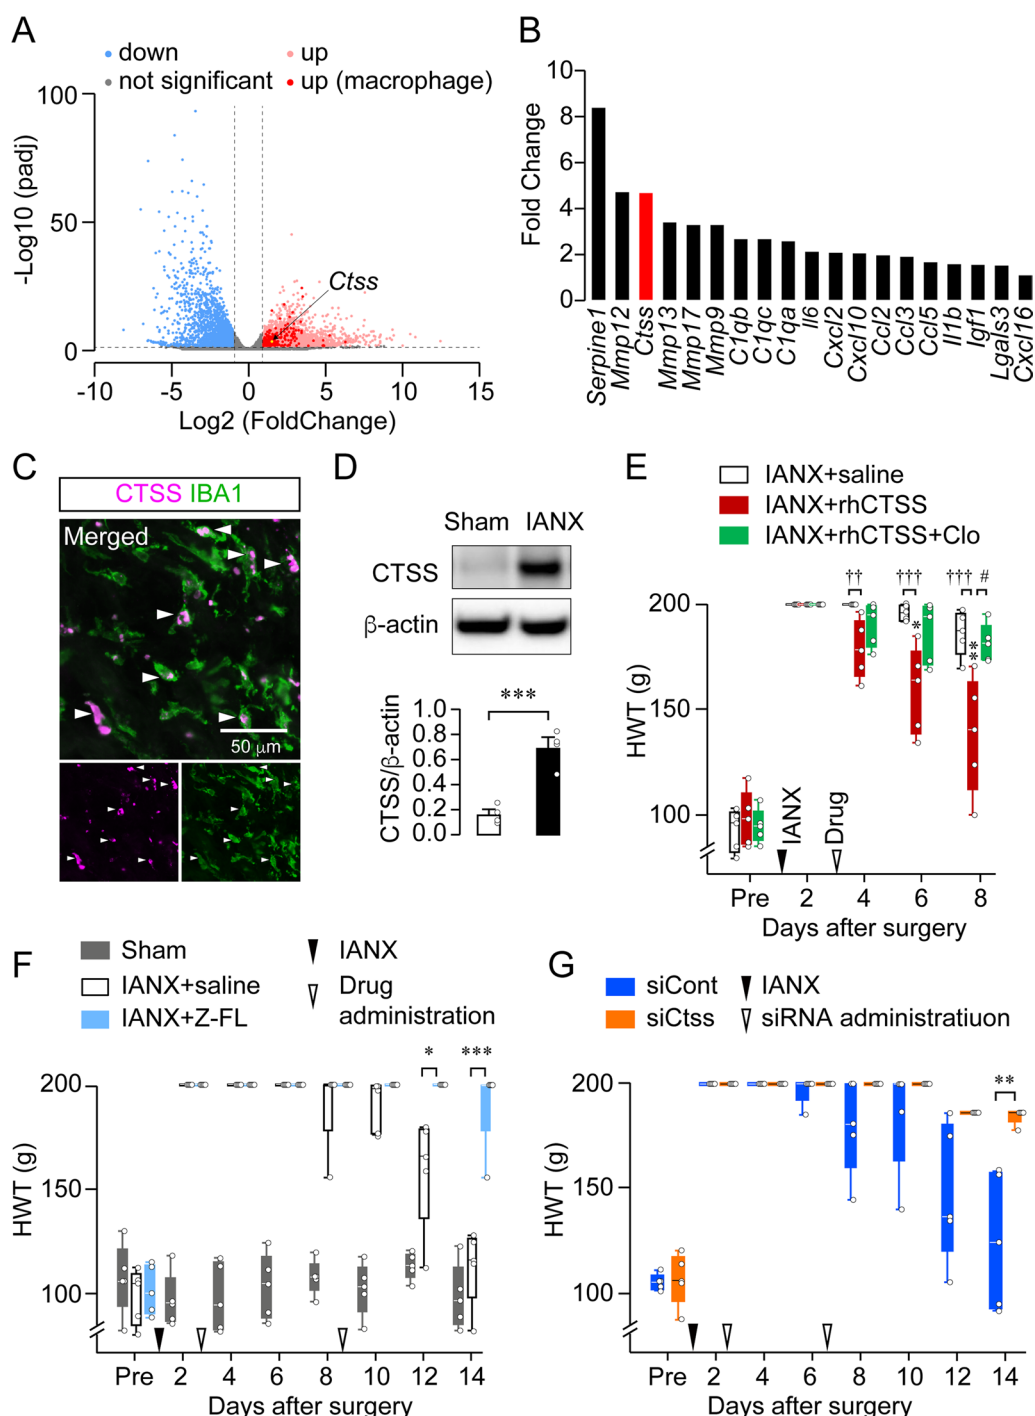 A
down
up
not significant
up (macrophage)
-Log10 (padj)
100
50
0
Ctss
-10
-5
0
5
10
15
Log2 (FoldChange)
B
Fold Change
10
8
6
4
2
0
Serpine1
Mmp12
Ctss
Mmp13
Mmp17
Mmp9
C1qb
C1qc
C1qa
Il6
Cxcl2
Cxcl10
Ccl2
Ccl3
Ccl5
Il1b
Igf1
Lgals3
Cxcl16
C
CTSS IBA1
Merged
50 μm
D
Sham IANX
CTSS
β-actin
***
CTSS/β-actin
1.0
0.8
0.6
0.4
0.2
0.0
E
IANX+saline
IANX+rhCTSS
IANX+rhCTSS+Clo
†† ††† ††† #
* **
HWT (g)
200
150
100
IANX
Drug
Pre 2 4 6 8
Days after surgery
F
Sham
IANX+saline
IANX+Z-FL
IANX
Drug
administration
* ***
HWT (g)
200
150
100
Pre 2 4 6 8 10 12 14
Days after surgery
G
siCont
siCtss
IANX
siRNA administratiuon
**
HWT (g)
200
150
100
Pre 2 4 6 8 10 12 14
Days after surgery